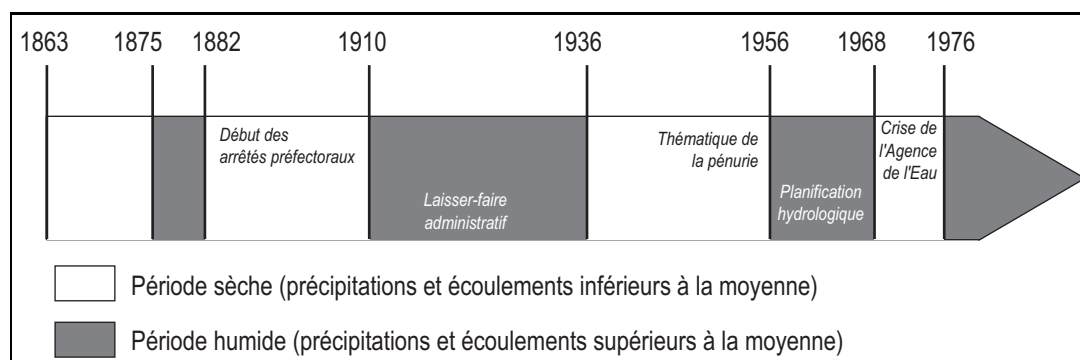 1863 1875 1882 1910 1936 1956 1968 1976
Début des
arrêtés préfectoraux
Laisser-faire
administratif
Thématique de
la pénurie
Planification
hydrologique
Crise de
l'Agence
de l'Eau
Période sèche (précipitations et écoulements inférieurs à la moyenne)
Période humide (précipitations et écoulements supérieurs à la moyenne)